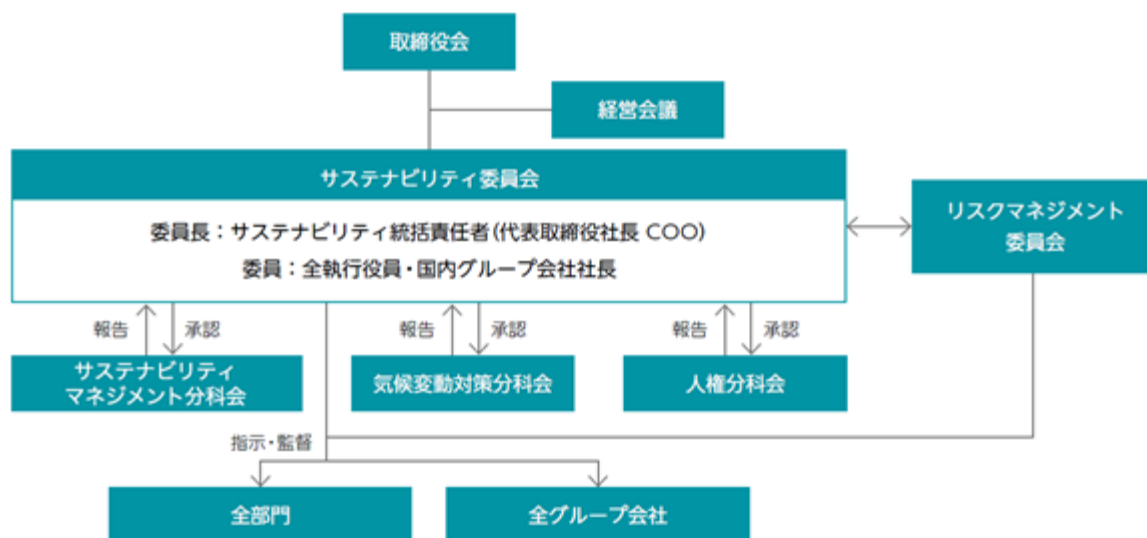 取締役会
経営会議
サステナビリティ委員会
委員長：サステナビリティ統括責任者（代表取締役社長 COO）
委員：全執行役員・国内グループ会社社長
リスクマネジメント
委員会
報告
承認
報告
承認
報告
承認
サステナビリティ
マネジメント分科会
気候変動対策分科会
人権分科会
指示・監督
全部門
全グループ会社